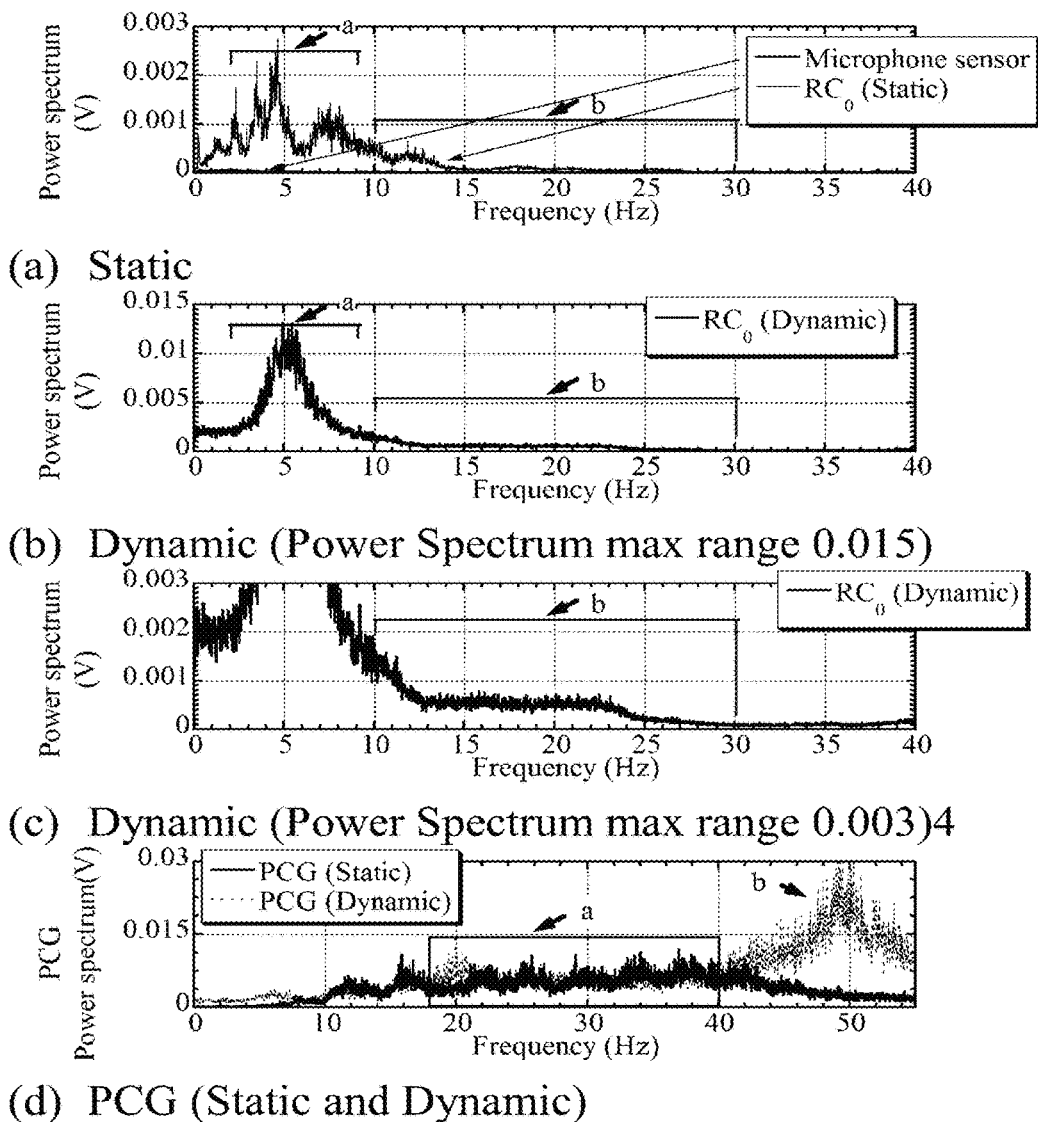 0.003
0.002
0.001
0
Power spectrum
(V)
a
b
Microphone sensor
RC0 (Static)
0 5 10 15 20 25 30 35 40
Frequency (Hz)
(a) Static
0.015
0.01
0.005
0
Power spectrum
(V)
a
b
RC0 (Dynamic)
0 5 10 15 20 25 30 35 40
Frequency (Hz)
(b) Dynamic (Power Spectrum max range 0.015)
0.003
0.002
0.001
0
Power spectrum
(V)
b
RC0 (Dynamic)
0 5 10 15 20 25 30 35 40
Frequency (Hz)
(c) Dynamic (Power Spectrum max range 0.003)4
0.03
0.015
0
PCG
Power spectrum(V)
PCG (Static)
PCG (Dynamic)
a
b
0 10 20 30 40 50
Frequency (Hz)
(d) PCG (Static and Dynamic)